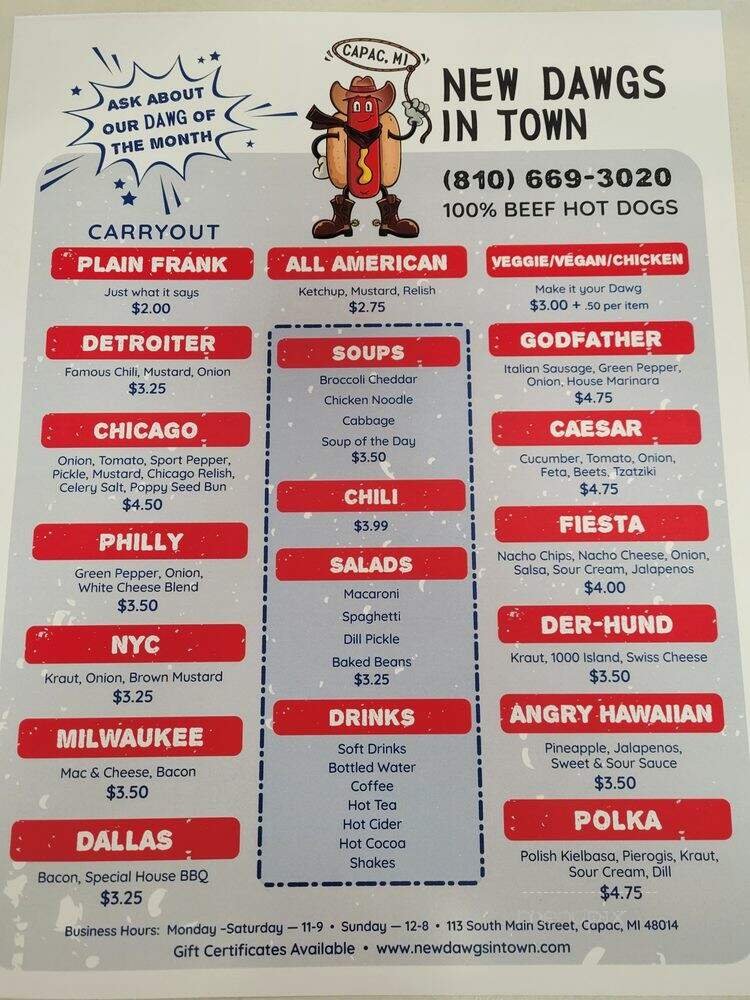 ASK ABOUT
OUR DAWG OF
THE MONTH
CAPAC, MI
NEW DAWGS
IN TOWN
(810) 669-3020
100% BEEF HOT DOGS
CARRYOUT
PLAIN FRANK
Just what it says
$2.00
ALL AMERICAN
Ketchup, Mustard, Relish
$2.75
VEGGIE/VEGAN/CHICKEN
Make it your Dawg
$3.00 + .50 per item
DETROITER
Famous Chili, Mustard, Onion
$3.25
CHICAGO
Onion, Tomato, Sport Pepper,
Pickle, Mustard, Chicago Relish,
Celery Salt, Poppy Seed Bun
$4.50
PHILLY
Green Pepper, Onion,
White Cheese Blend
$3.50
NYC
Kraut, Onion, Brown Mustard
$3.25
MILWAUKEE
Mac & Cheese, Bacon
$3.50
DALLAS
Bacon, Special House BBQ
$3.25
SOUPS
Broccoli Cheddar
Chicken Noodle
Cabbage
Soup of the Day
$3.50
CHILI
$3.99
SALADS
Macaroni
Spaghetti
Dill Pickle
Baked Beans
$3.25
DRINKS
Soft Drinks
Bottled Water
Coffee
Hot Tea
Hot Cider
Hot Cocoa
Shakes
GODFATHER
Italian Sausage, Green Pepper,
Onion, House Marinara
$4.75
CAESAR
Cucumber, Tomato, Onion,
Feta, Beets, Tzatziki
$4.75
FIESTA
Nacho Chips, Nacho Cheese, Onion,
Salsa, Sour Cream, Jalapenos
$4.00
DER-HUND
Kraut, 1000 Island, Swiss Cheese
$3.50
ANGRY HAWAIIAN
Pineapple, Jalapenos,
Sweet & Sour Sauce
$3.50
POLKA
Polish Kielbasa, Pierogis, Kraut,
Sour Cream, Dill
$4.75
Business Hours: Monday -Saturday — 11-9 • Sunday — 12-8 • 113 South Main Street, Capac, MI 48014
Gift Certificates Available • www.newdawgsintown.com